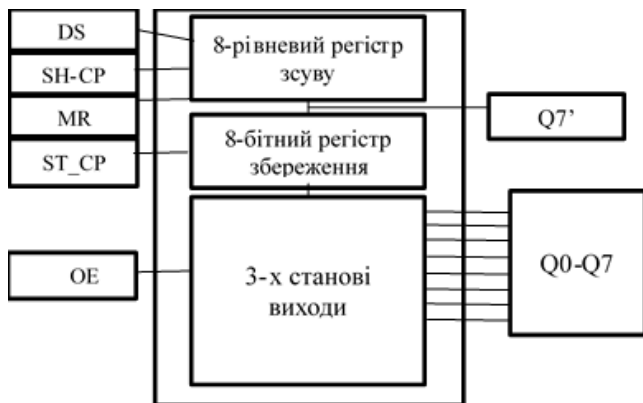 DS
SH-CP
MR
ST_CP
OE
8-рівневий регістр
зсуву
8-бітний регістр
збереження
3-х станові
виходи
Q7’
Q0-Q7